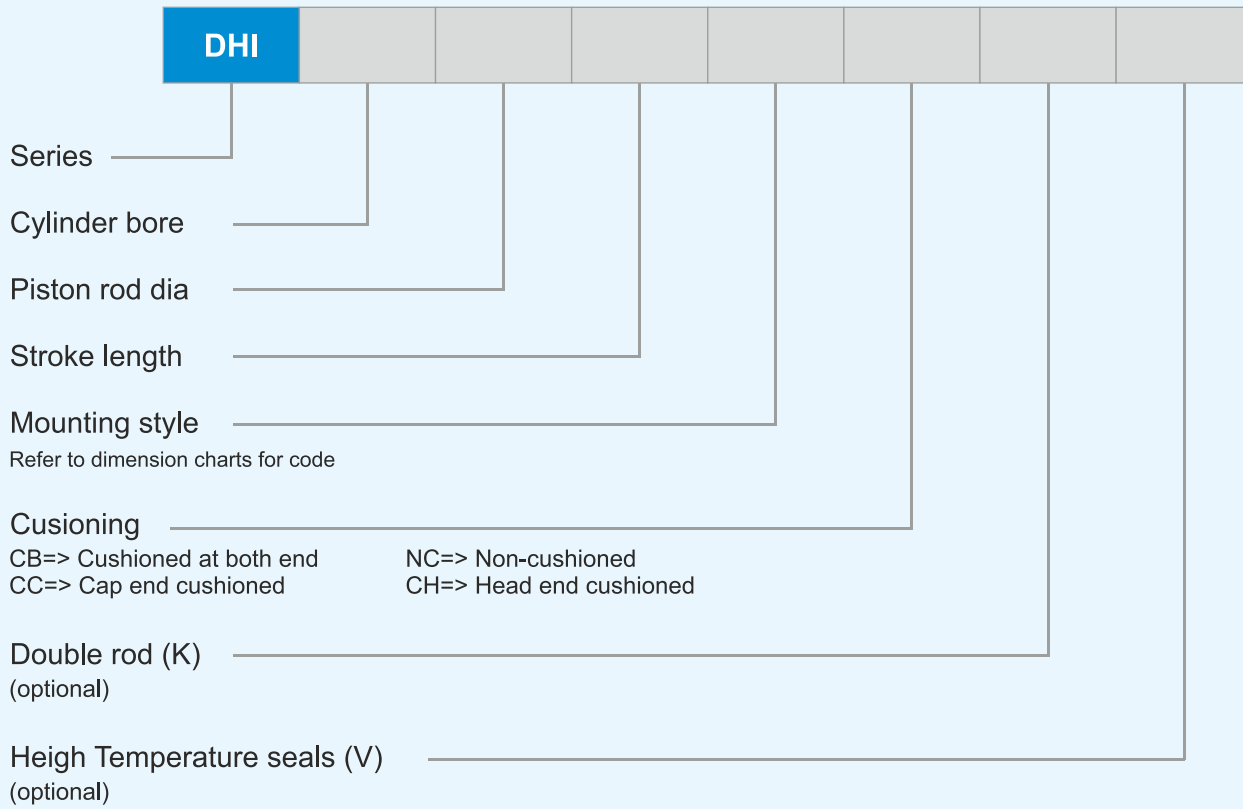 DHI
Series
Cylinder bore
Piston rod dia
Stroke length
Mounting style
Refer to dimension charts for code
Cusioning
CB=> Cushioned at both end NC=> Non-cushioned
CC=> Cap end cushioned CH=> Head end cushioned
Double rod (K)
(optional)
Heigh Temperature seals (V)
(optional)